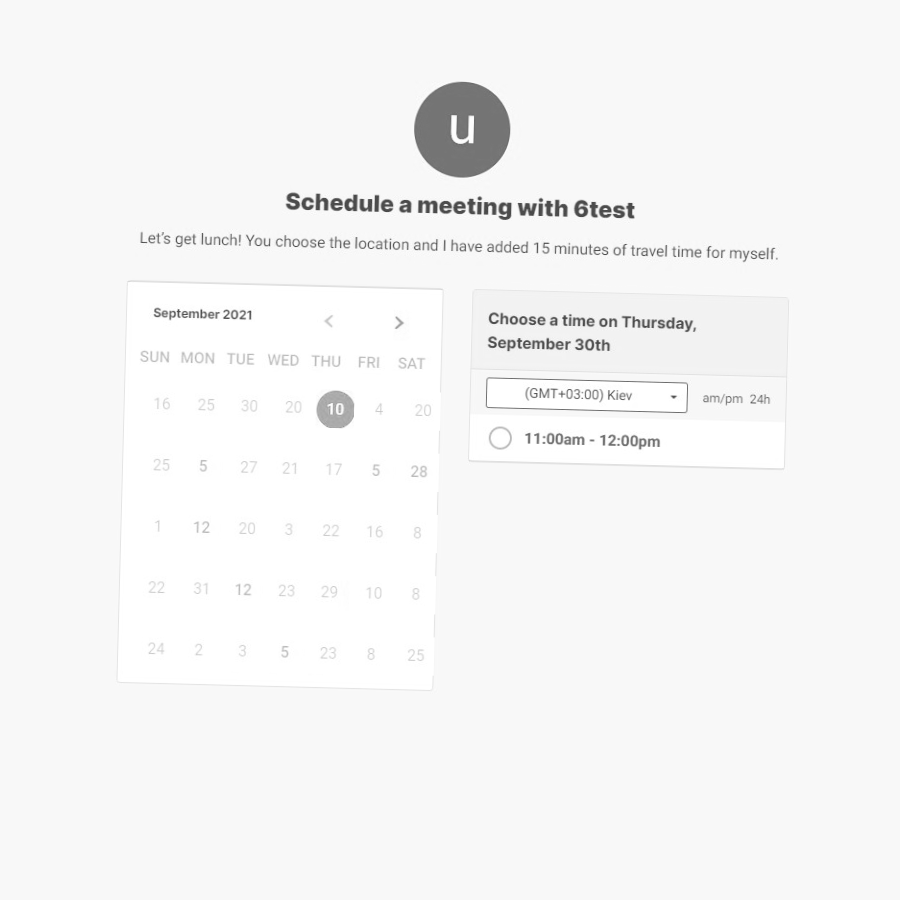 u
Schedule a meeting with 6test
Let's get lunch! You choose the location and I have added 15 minutes of travel time for myself.
September 2021
SUN MON TUE WED THU FRI SAT
16 25 30 20 10 4 20
25 5 27 21 17 5 28
1 12 20 3 22 16 8
22 31 12 23 29 10 8
24 2 3 5 23 8 25
Choose a time on Thursday,
September 30th
(GMT+03:00) Kiev am/pm 24h
11:00am - 12:00pm